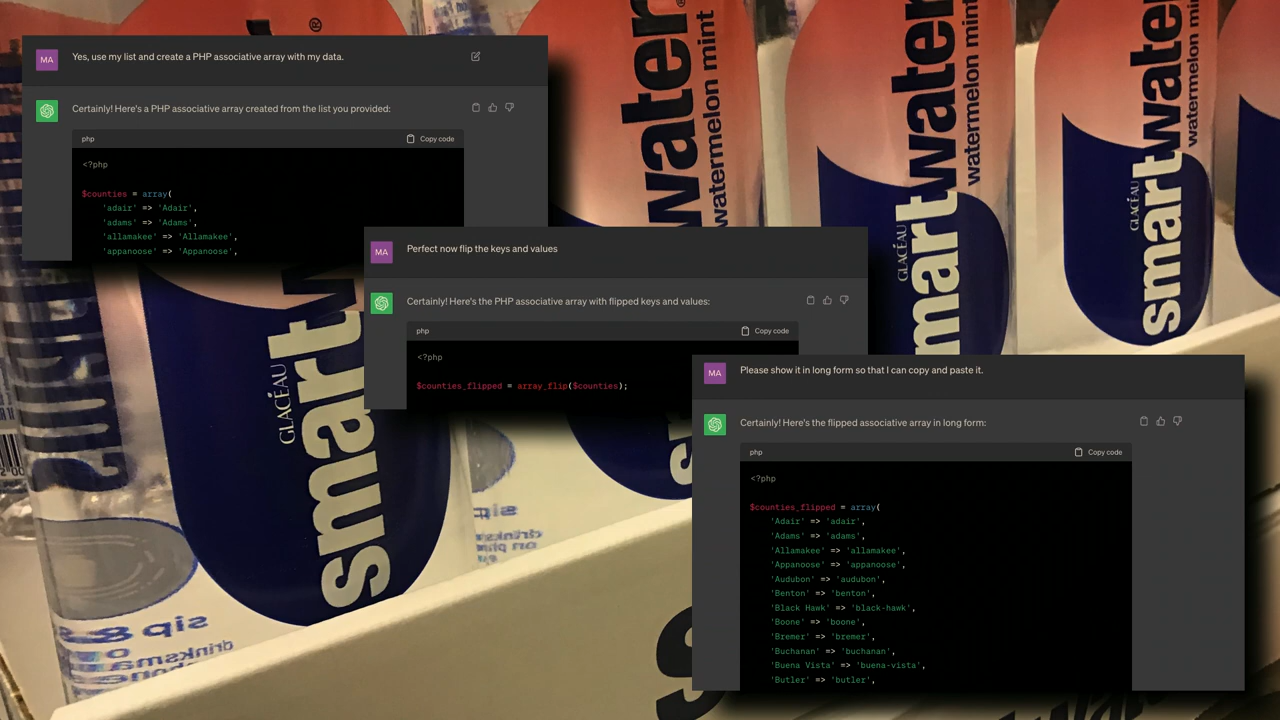 MA
Yes, use my list and create a PHP associative array with my data.
Certainly! Here's a PHP associative array created from the list you provided:
php
Copy code
<?php
$counties = array(
'adair' => 'Adair',
'adams' => 'Adams',
'allamakee' => 'Allamakee',
'appanoose' => 'Appanoose',
MA
Perfect now flip the keys and values
Certainly! Here's the PHP associative array with flipped keys and values:
php
Copy code
<?php
$counties_flipped = array_flip($counties);
MA
Please show it in long form so that I can copy and paste it.
Certainly! Here's the flipped associative array in long form:
php
Copy code
<?php
$counties_flipped = array(
'Adair' => 'adair',
'Adams' => 'adams',
'Allamakee' => 'allamakee',
'Appanoose' => 'appanoose',
'Audubon' => 'audubon',
'Benton' => 'benton',
'Black Hawk' => 'black-hawk',
'Boone' => 'boone',
'Bremer' => 'bremer',
'Buchanan' => 'buchanan',
'Buena Vista' => 'buena-vista',
'Butler' => 'butler',
®
GLACÉAU
smart
water
watermelon mint
GLACÉAU
smartwater
watermelon mint
GLACÉAU
smartwater
watermelon mint
sip &
drinksma